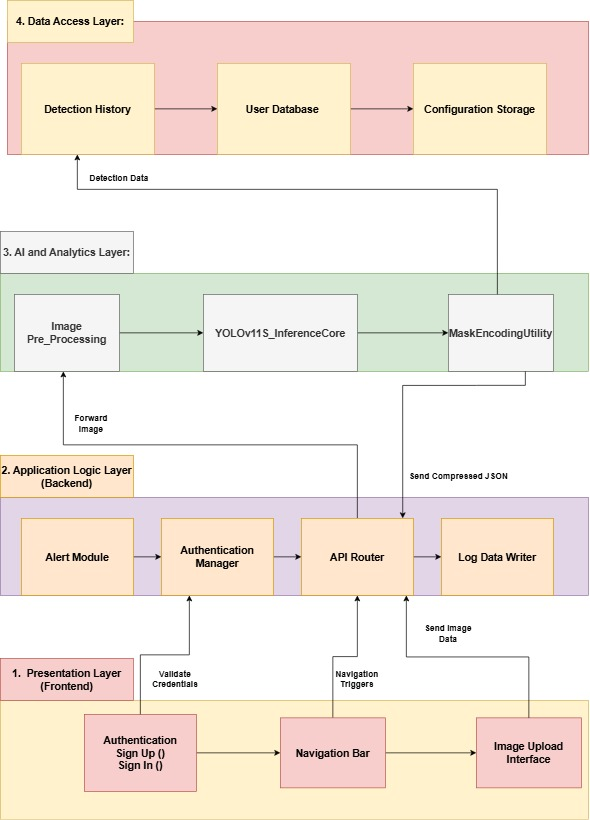 4. Data Access Layer:
Detection History
User Database
Configuration Storage
Detection Data
3. AI and Analytics Layer:
Image
Pre_Processing
YOLOv11S_InferenceCore
MaskEncodingUtility
Forward
Image
Send Compressed JSON
2. Application Logic Layer
(Backend)
Alert Module
Authentication
Manager
API Router
Log Data Writer
Validate
Credentials
Navigation
Triggers
Send Image
Data
1. Presentation Layer
(Frontend)
Authentication
Sign Up ()
Sign In ()
Navigation Bar
Image Upload
Interface